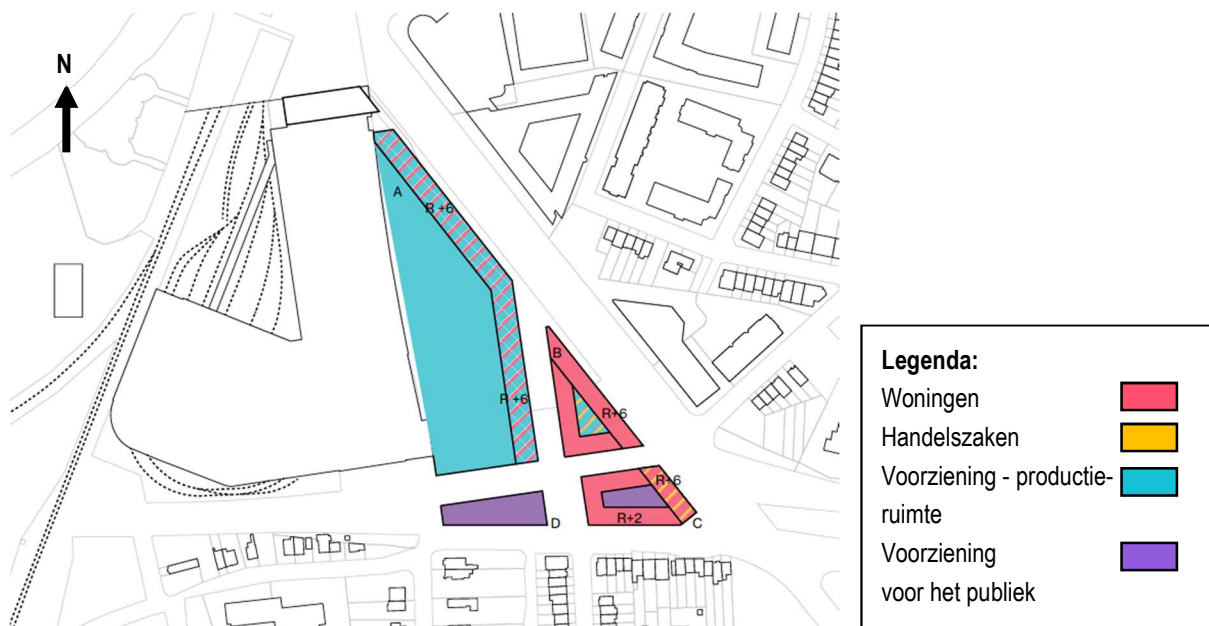 N
A
R +6
R +6
B
R+6
R+6
R+2
C
D
Legenda:
Woningen
Handelszaken
Voorziening - productie-
ruimte
Voorziening
voor het publiek